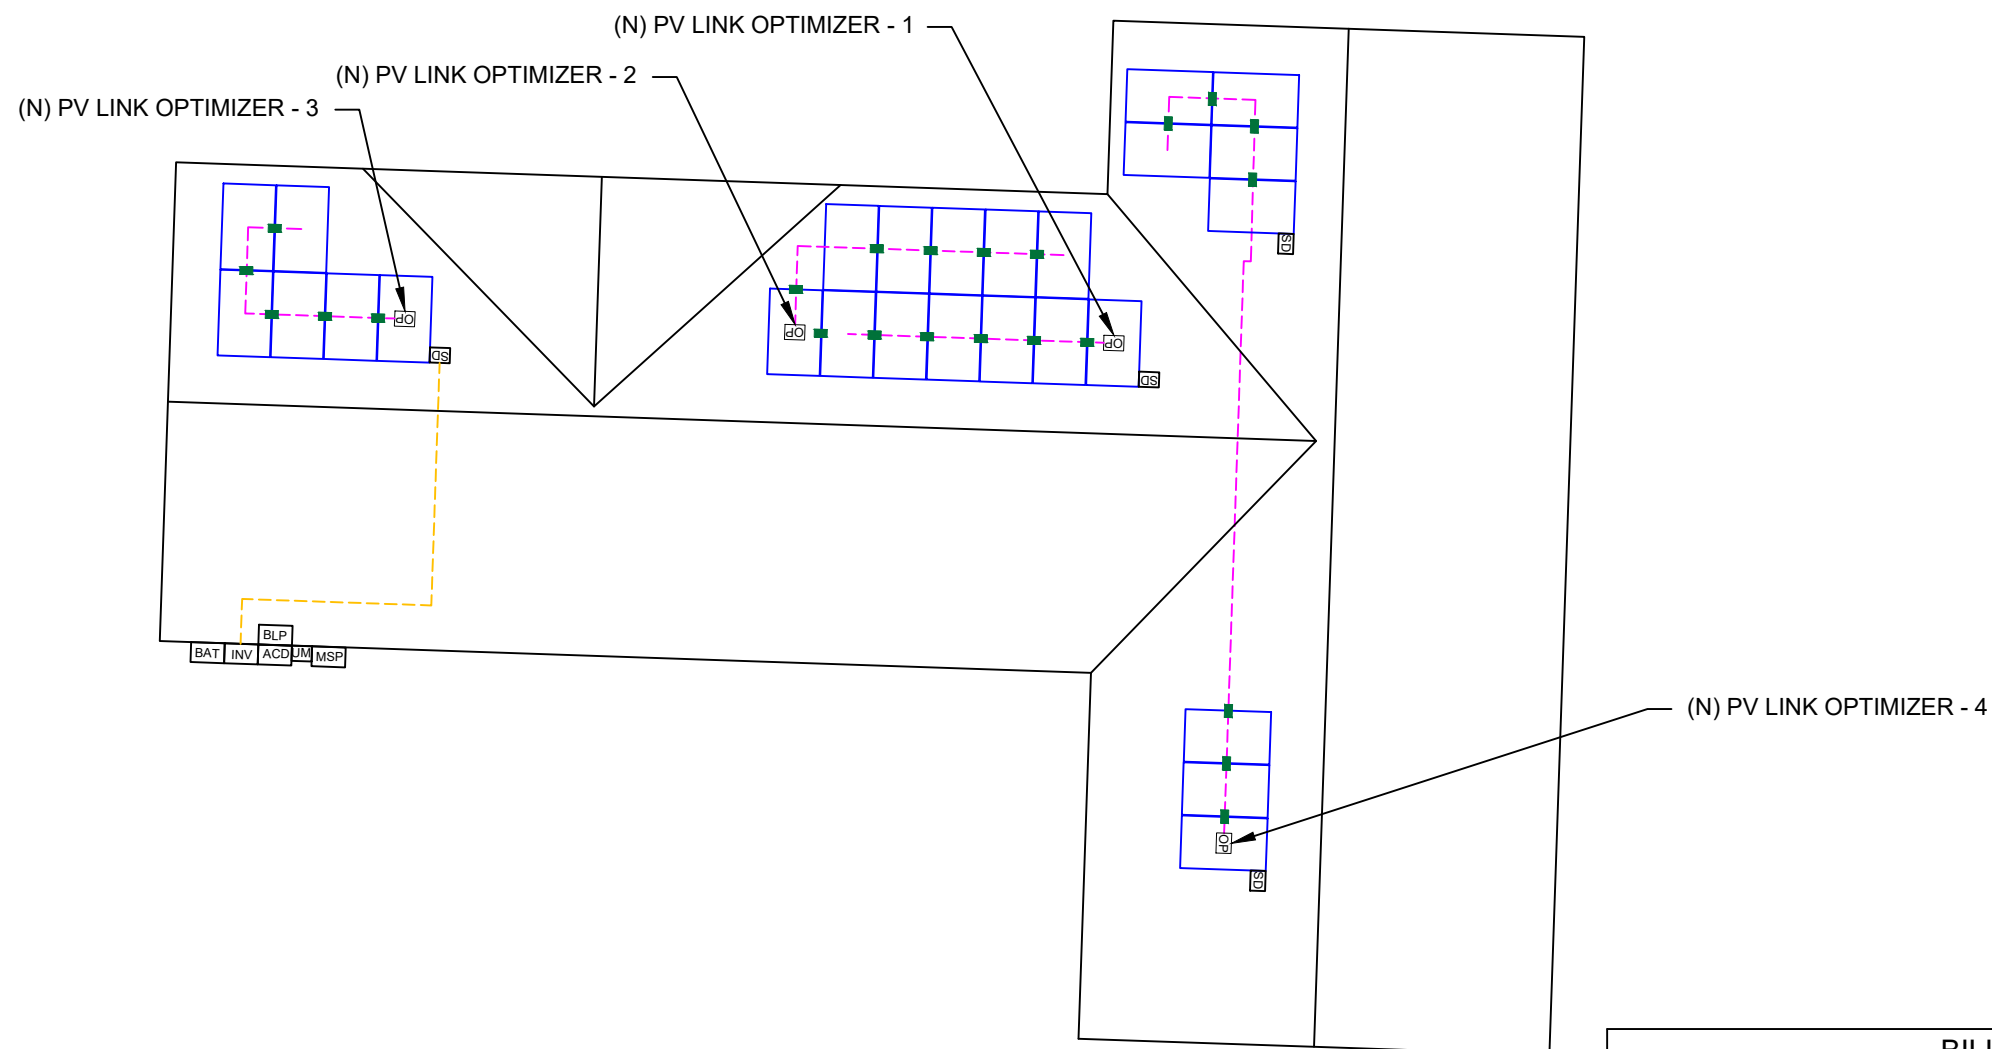 (N) PV LINK OPTIMIZER - 1
(N) PV LINK OPTIMIZER - 2
(N) PV LINK OPTIMIZER - 3
SD
OP
OP
OP
SD
SD
BLP
BAT
INV
ACD
UM
MSP
(N) PV LINK OPTIMIZER - 4
OP
SD